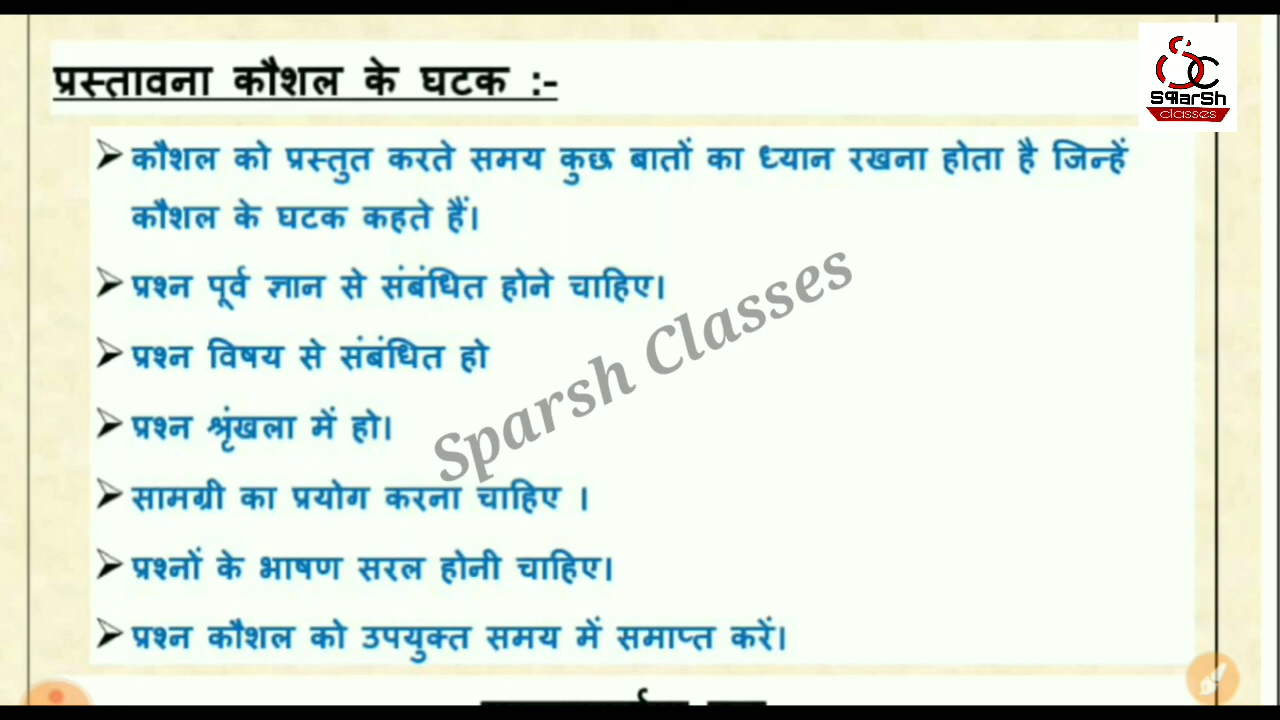 प्रस्तावना कौशल के घटक :-
SPARSh
classes
कौशल को प्रस्तुत करते समय कुछ बातों का ध्यान रखना होता है जिन्हें
कौशल के घटक कहते हैं।
प्रश्न पूर्व ज्ञान से संबंधित होने चाहिए।
प्रश्न विषय से संबंधित हो
प्रश्न श्रृंखला में हो।
सामग्री का प्रयोग करना चाहिए ।
प्रश्नों के भाषण सरल होनी चाहिए।
प्रश्न कौशल को उपयुक्त समय में समाप्त करें।
Sparsh Classes